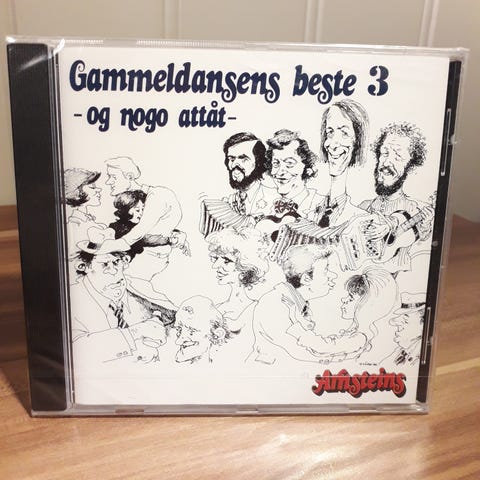 Gammeldansens beste 3
- og nogo attåt -
Arnsteins